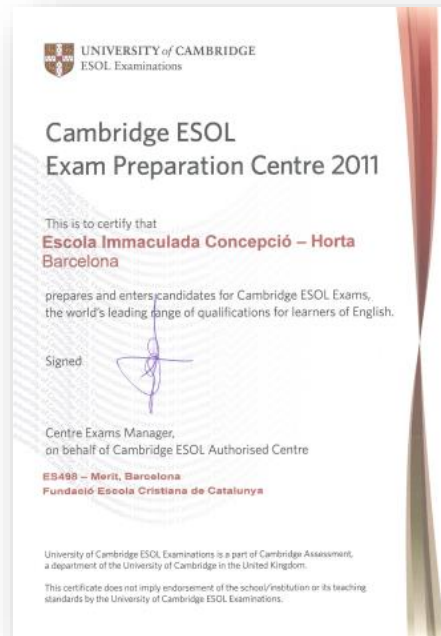 UNIVERSITY of CAMBRIDGE
ESOL Examinations
Cambridge ESOL
Exam Preparation Centre 2011
This is to certify that
Escola Immaculada Concepció – Horta
Barcelona
prepares and enters candidates for Cambridge ESOL Exams,
the world's leading range of qualifications for learners of English.
Signed
Centre Exams Manager,
on behalf of Cambridge ESOL Authorised Centre
ES498 – Merit, Barcelona
Fundació Escola Cristiana de Catalunya
University of Cambridge ESOL Examinations is a part of Cambridge Assessment,
a department of the University of Cambridge in the United Kingdom.
This certificate does not imply endorsement of the school/institution or its teaching
standards by the University of Cambridge ESOL Examinations.